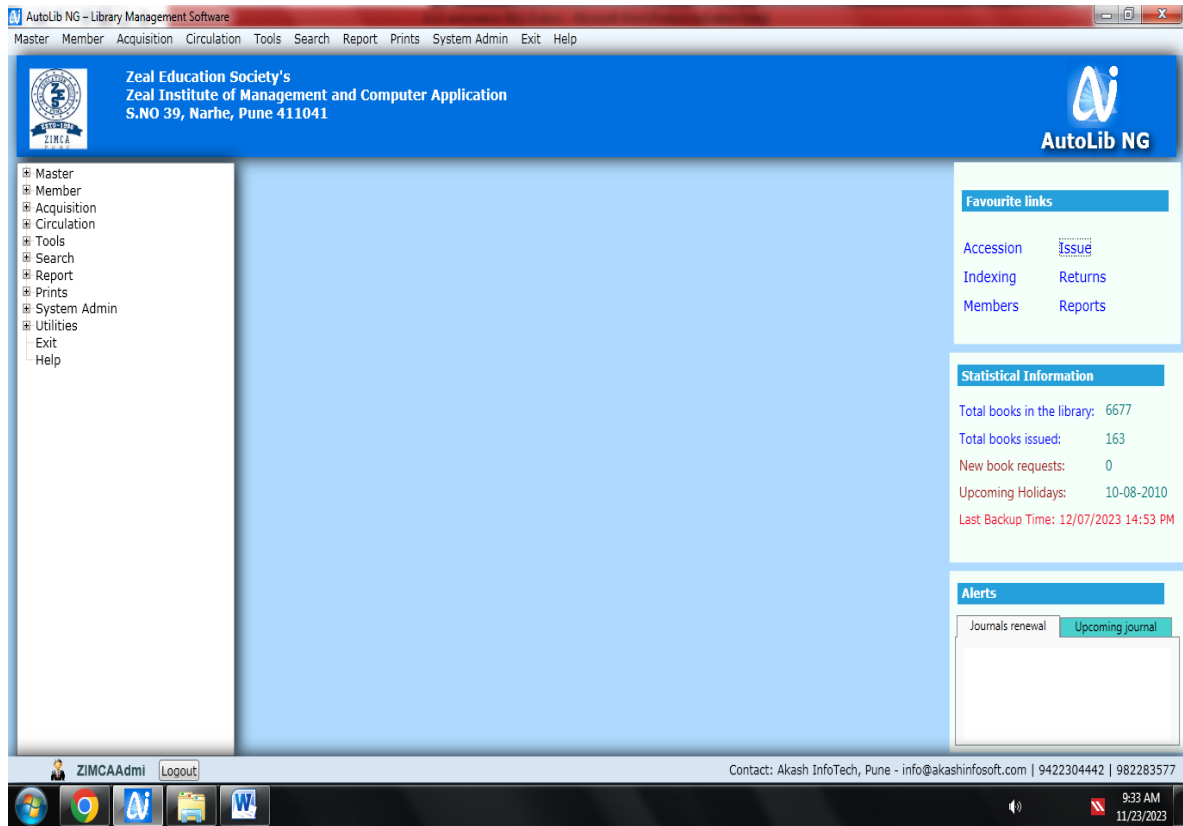 AutoLib NG – Library Management Software
Master Member Acquisition Circulation Tools Search Report Prints System Admin Exit Help
Zeal Education Society's
Zeal Institute of Management and Computer Application
S.NO 39, Narhe, Pune 411041
ZIMCA
AutoLib NG
Master
Member
Acquisition
Circulation
Tools
Search
Report
Prints
System Admin
Utilities
Exit
Help
Favourite links
Accession Issue
Indexing Returns
Members Reports
Statistical Information
Total books in the library: 6677
Total books issued: 163
New book requests: 0
Upcoming Holidays: 10-08-2010
Last Backup Time: 12/07/2023 14:53 PM
Alerts
Journals renewal Upcoming journal
ZIMCAAdmi Logout
Contact: Akash InfoTech, Pune - info@akashinfosoft.com | 9422304442 | 982283577
9:33 AM
11/23/2023